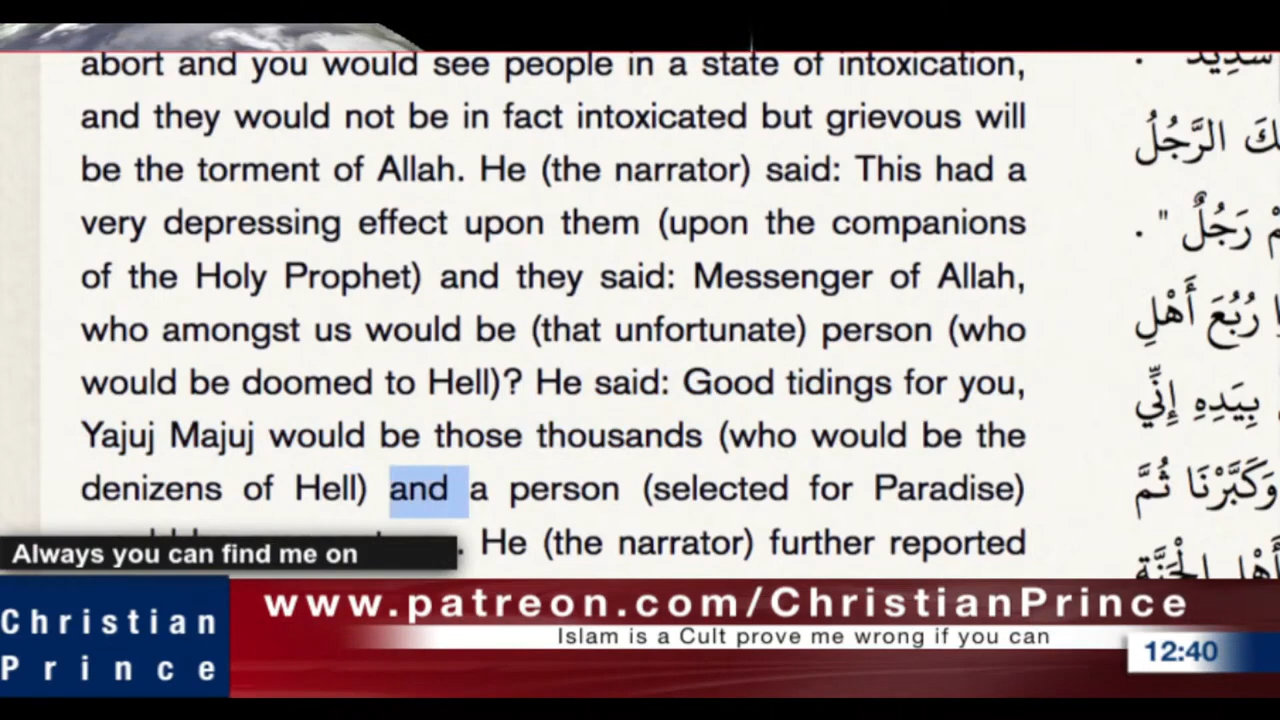 abort and you would see people in a state of intoxication,
and they would not be in fact intoxicated but grievous will
be the torment of Allah. He (the narrator) said: This had a
very depressing effect upon them (upon the companions
of the Holy Prophet) and they said: Messenger of Allah,
who amongst us would be (that unfortunate) person (who
would be doomed to Hell)? He said: Good tidings for you,
Yajuj Majuj would be those thousands (who would be the
denizens of Hell) and a person (selected for Paradise)
. He (the narrator) further reported
شَدِيدٌ .
الرَّجُلُ
رَجُلٌ " .
رُبُعَ أَهْلِ
بِيَدِهِ إِنِّي
وَكَبَّرْنَا ثُمَّ
الْجَنَّةِ
Always you can find me on
Christian
Prince
www.patreon.com/ChristianPrince
Islam is a Cult prove me wrong if you can
12:40